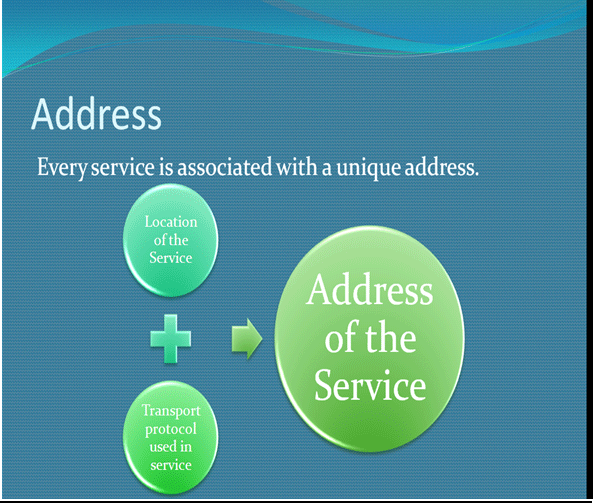 Address
Every service is associated with a unique address.
Location
of the
Service
Transport
protocol
used in
service
Address
of the
Service